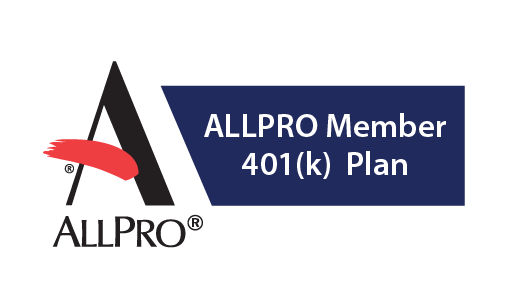 ALLPRO Member
401(k) Plan
A
®
ALLPRO®